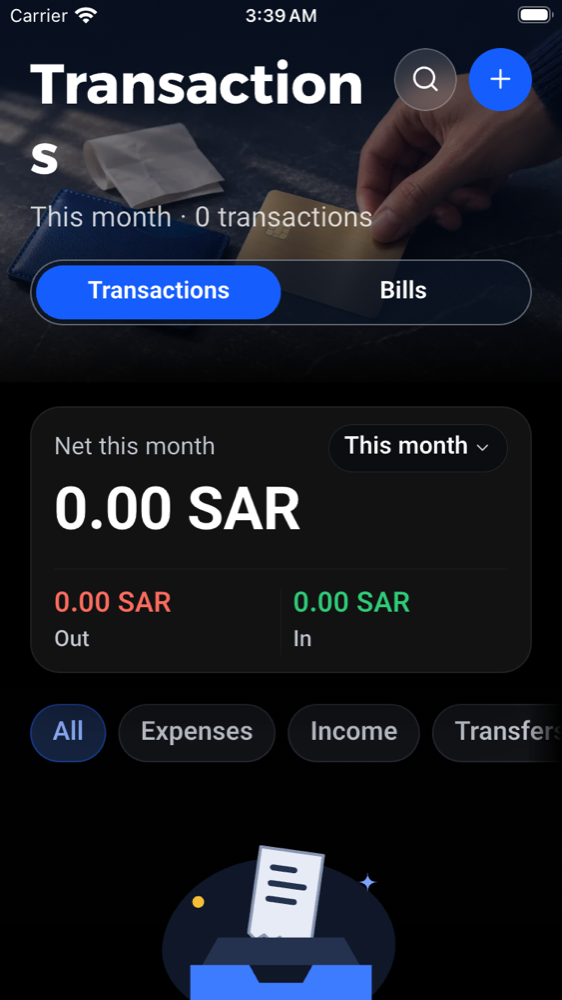 Carrier
3:39 AM
Transaction
s
This month · 0 transactions
Transactions
Bills
Net this month
This month
0.00 SAR
0.00 SAR
0.00 SAR
Out
In
All
Expenses
Income
Transfers